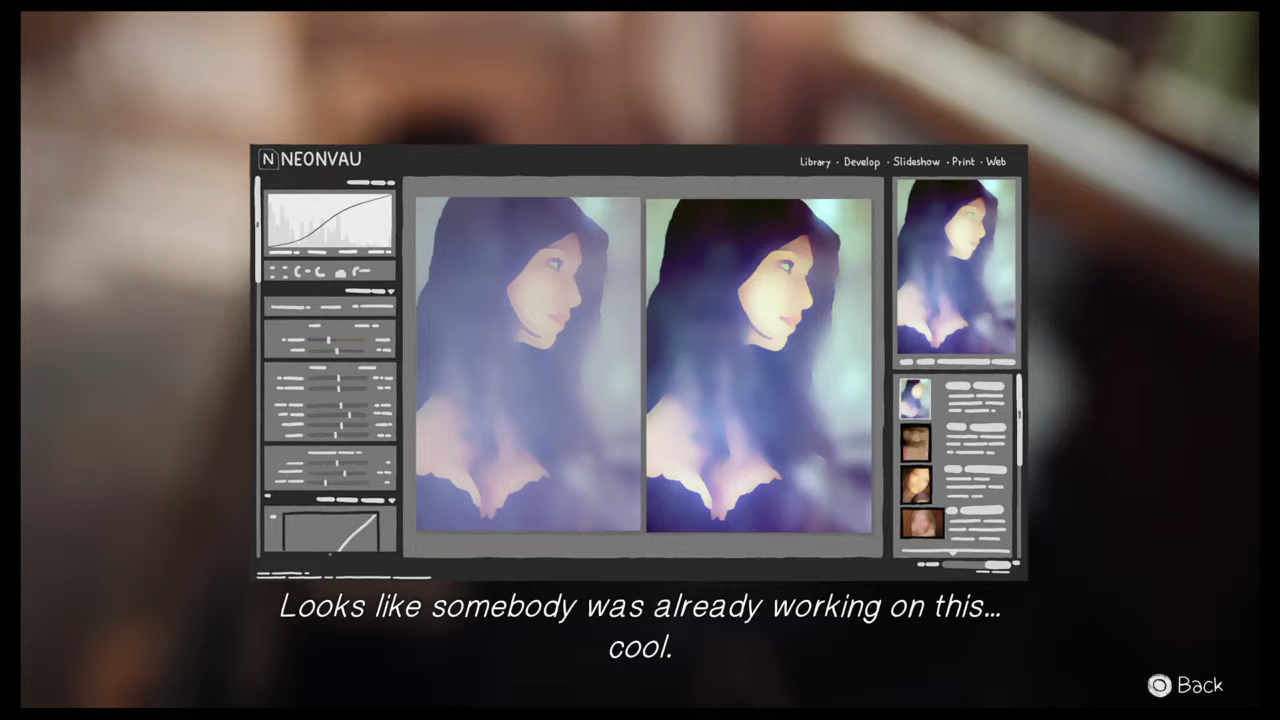 N NEONVAU
Library · Develop · Slideshow · Print · Web
Looks like somebody was already working on this...
cool.
Back